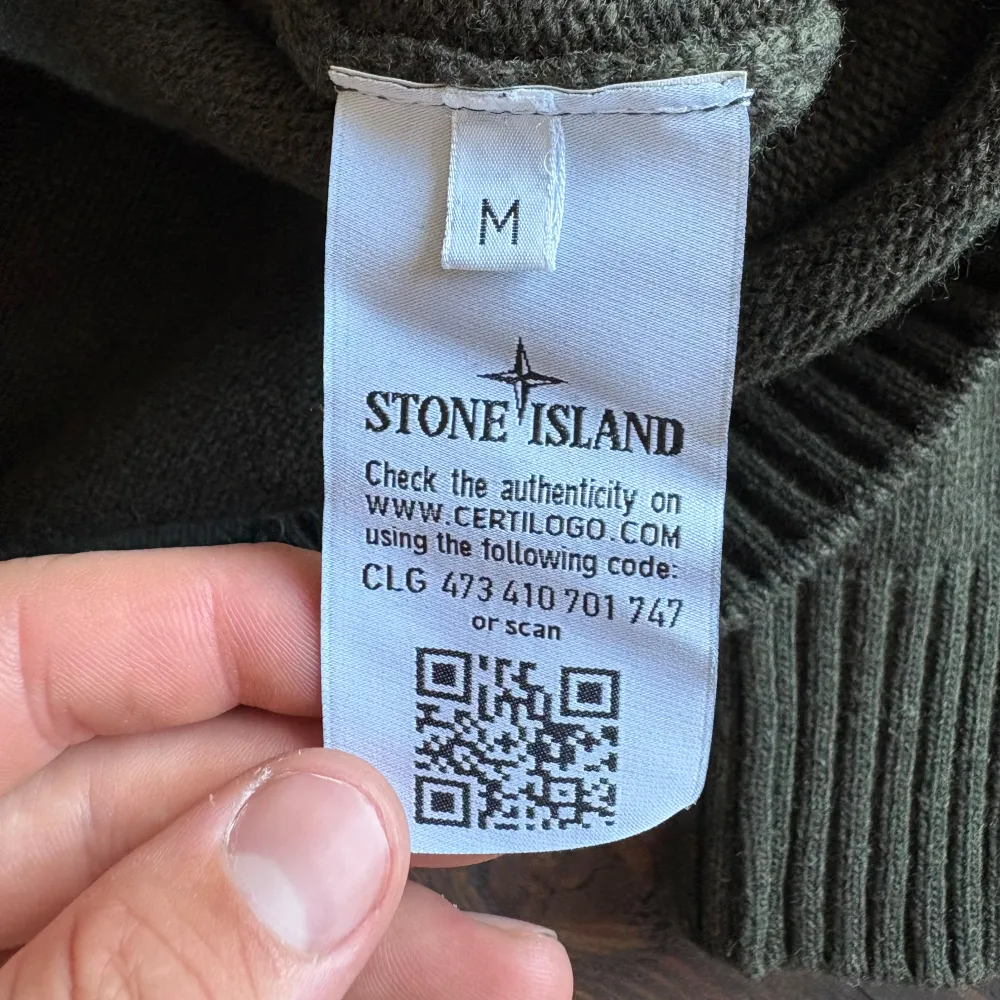 M
STONE ISLAND
Check the authenticity on
WWW.CERTILOGO.COM
using the following code:
CLG 473 410 701 747
or scan